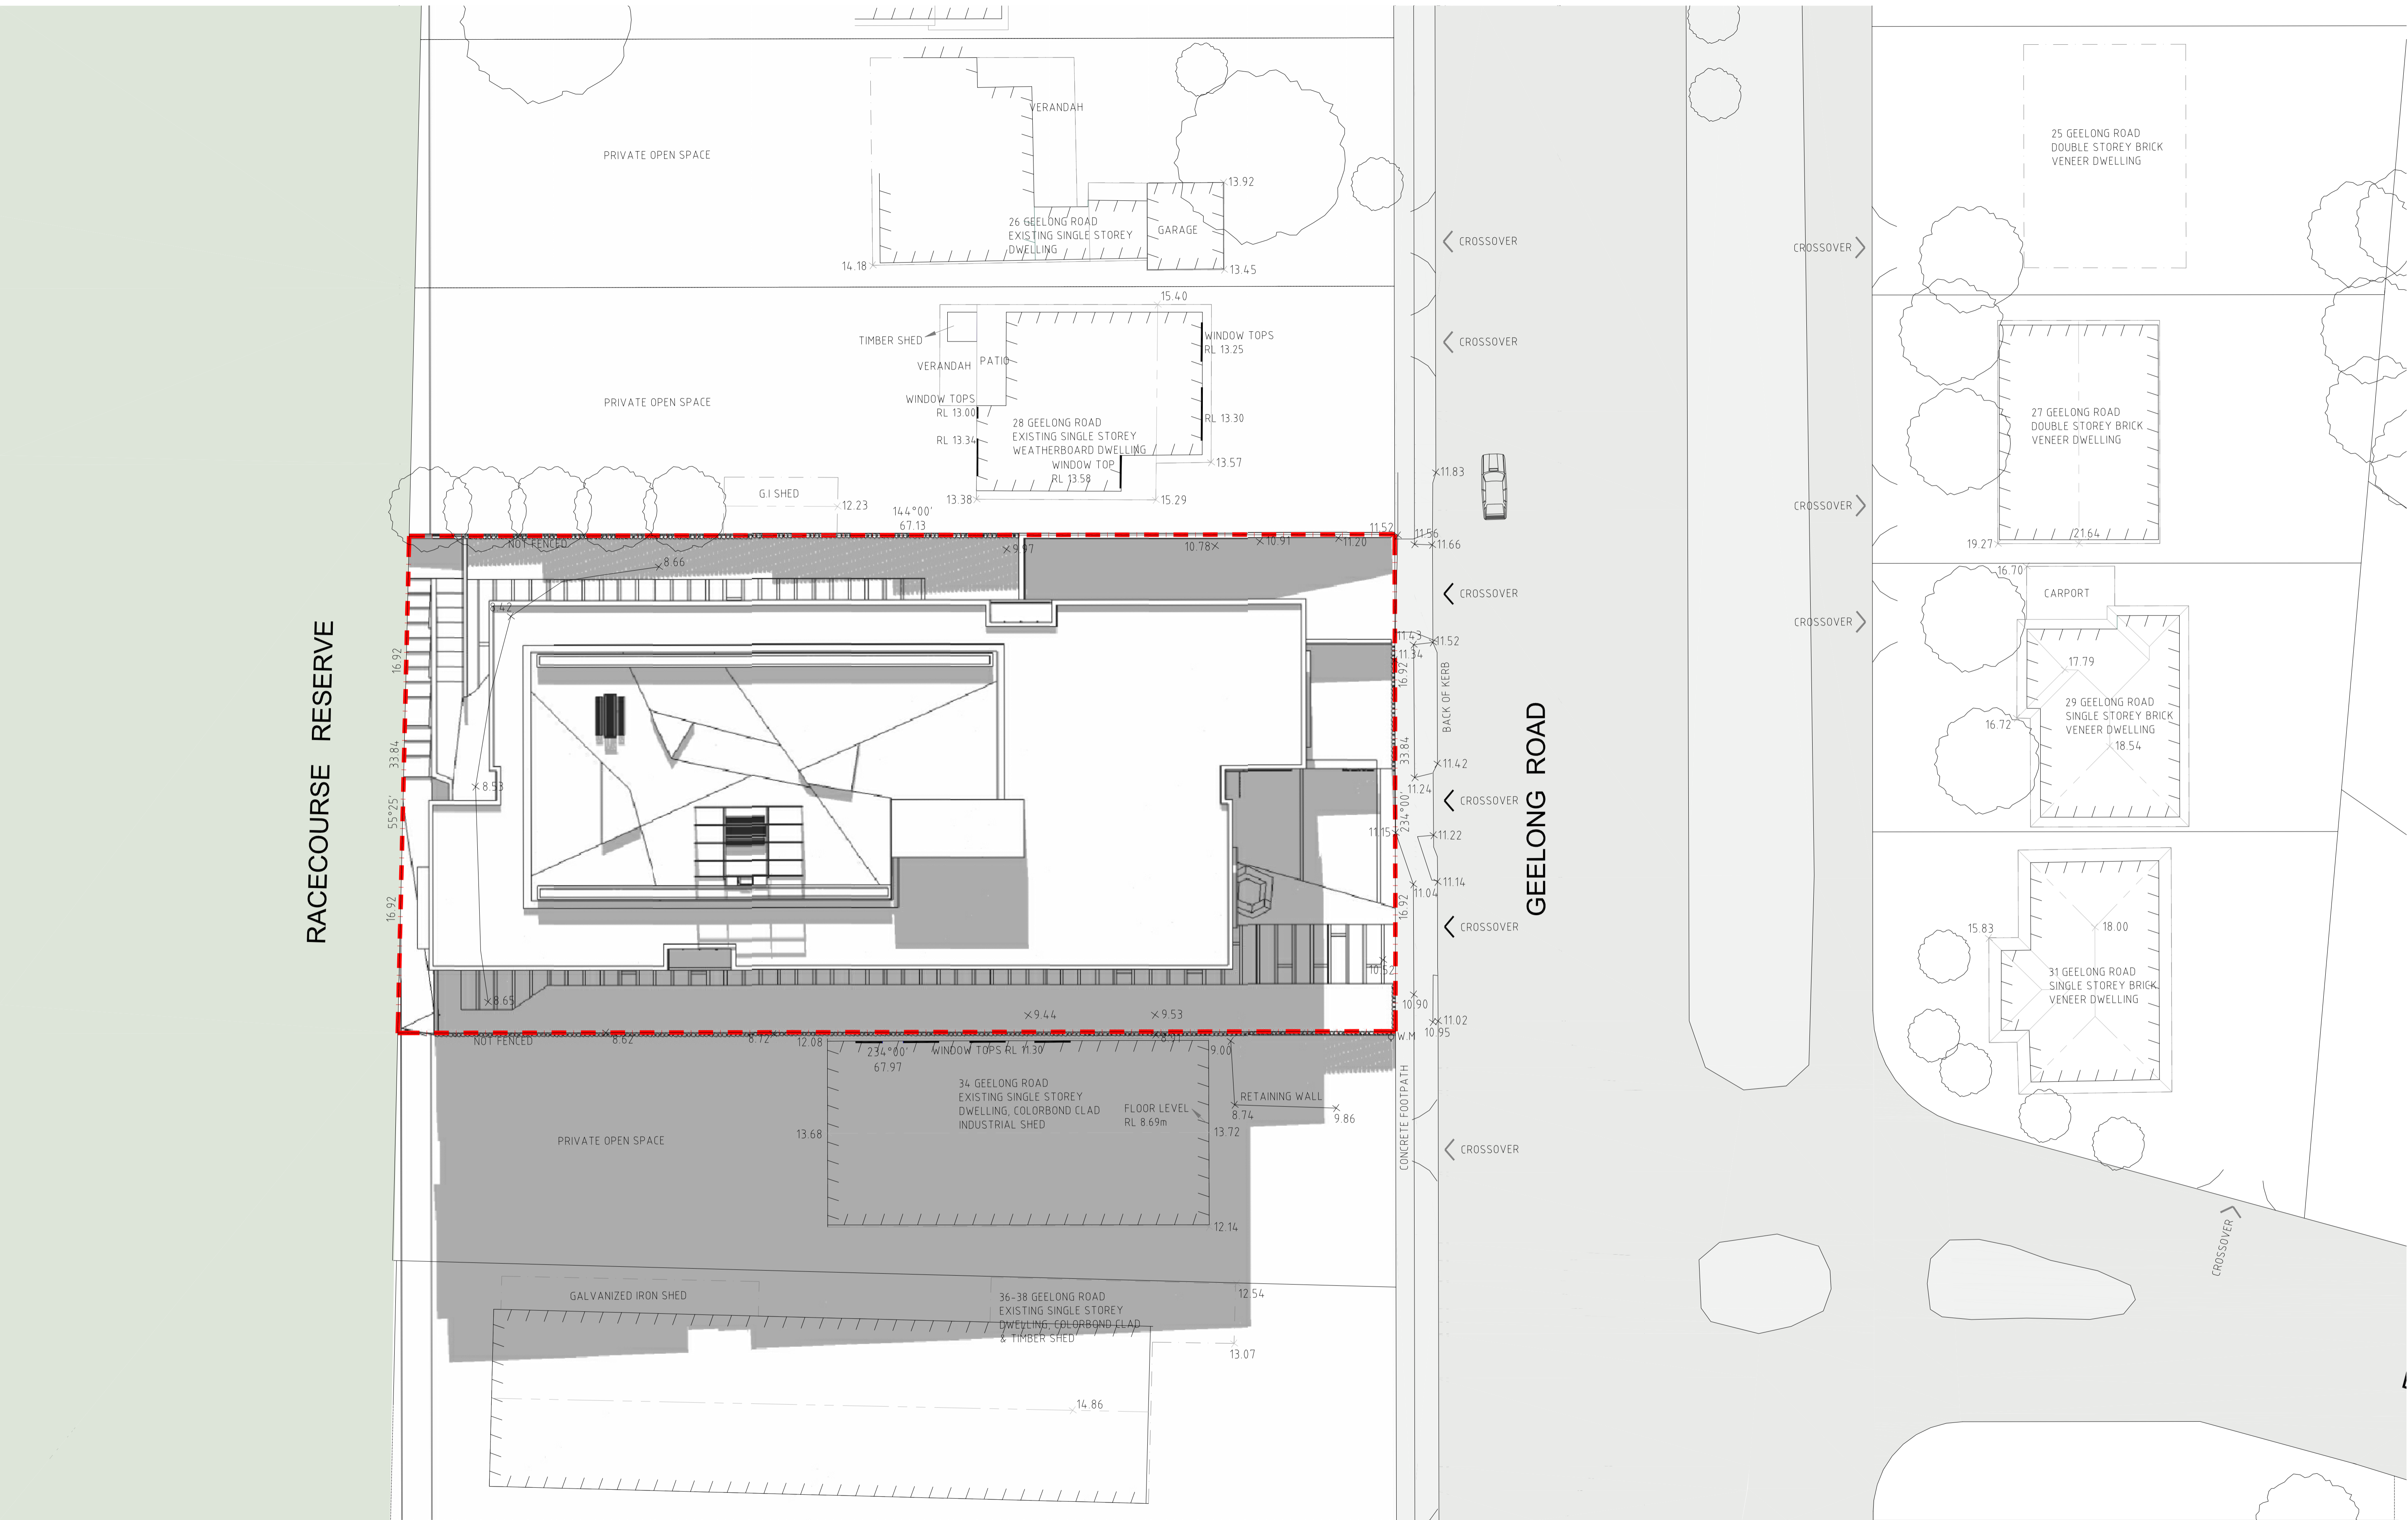 VERANDAH
PRIVATE OPEN SPACE
13.92
26 GEELONG ROAD
EXISTING SINGLE STOREY
DWELLING
GARAGE
14.18
13.45
CROSSOVER
CROSSOVER
25 GEELONG ROAD
DOUBLE STOREY BRICK
VENEER DWELLING
15.40
TIMBER SHED
VERANDAH
PATIO
WINDOW TOPS
RL 13.25
CROSSOVER
PRIVATE OPEN SPACE
WINDOW TOPS
RL 13.00
RL 13.34
28 GEELONG ROAD
EXISTING SINGLE STOREY
WEATHERBOARD DWELLING
WINDOW TOP
RL 13.58
RL 13.30
13.57
27 GEELONG ROAD
DOUBLE STOREY BRICK
VENEER DWELLING
G.I SHED
12.23
13.38
15.29
11.83
CROSSOVER
144°00'
67.13
11.52
11.56
11.66
19.27
21.64
NOT FENCED
9.97
10.78
10.91
11.20
8.66
8.42
CROSSOVER
CROSSOVER
16.70
CARPORT
RACECOURSE RESERVE
16.92
33.84
55°25'
16.92
8.53
11.43
11.52
11.34
16.92
BACK OF KERB
33.84
11.42
11.24
234°00'
11.15
11.22
11.14
11.04
16.92
GEELONG ROAD
CROSSOVER
CROSSOVER
17.79
29 GEELONG ROAD
SINGLE STOREY BRICK
VENEER DWELLING
16.72
18.54
15.83
18.00
31 GEELONG ROAD
SINGLE STOREY BRICK
VENEER DWELLING
10.52
10.90
11.02
10.95
8.65
9.44
9.53
NOT FENCED
8.62
8.72
12.08
234°00'
67.97
WINDOW TOPS RL 11.30
9.00
W.M
34 GEELONG ROAD
EXISTING SINGLE STOREY
DWELLING, COLORBOND CLAD
INDUSTRIAL SHED
FLOOR LEVEL
RL 8.69m
RETAINING WALL
8.74
9.86
CONCRETE FOOTPATH
PRIVATE OPEN SPACE
13.68
13.72
CROSSOVER
12.14
CROSSOVER
GALVANIZED IRON SHED
36-38 GEELONG ROAD
EXISTING SINGLE STOREY
DWELLING, COLORBOND CLAD
& TIMBER SHED
12.54
13.07
14.86